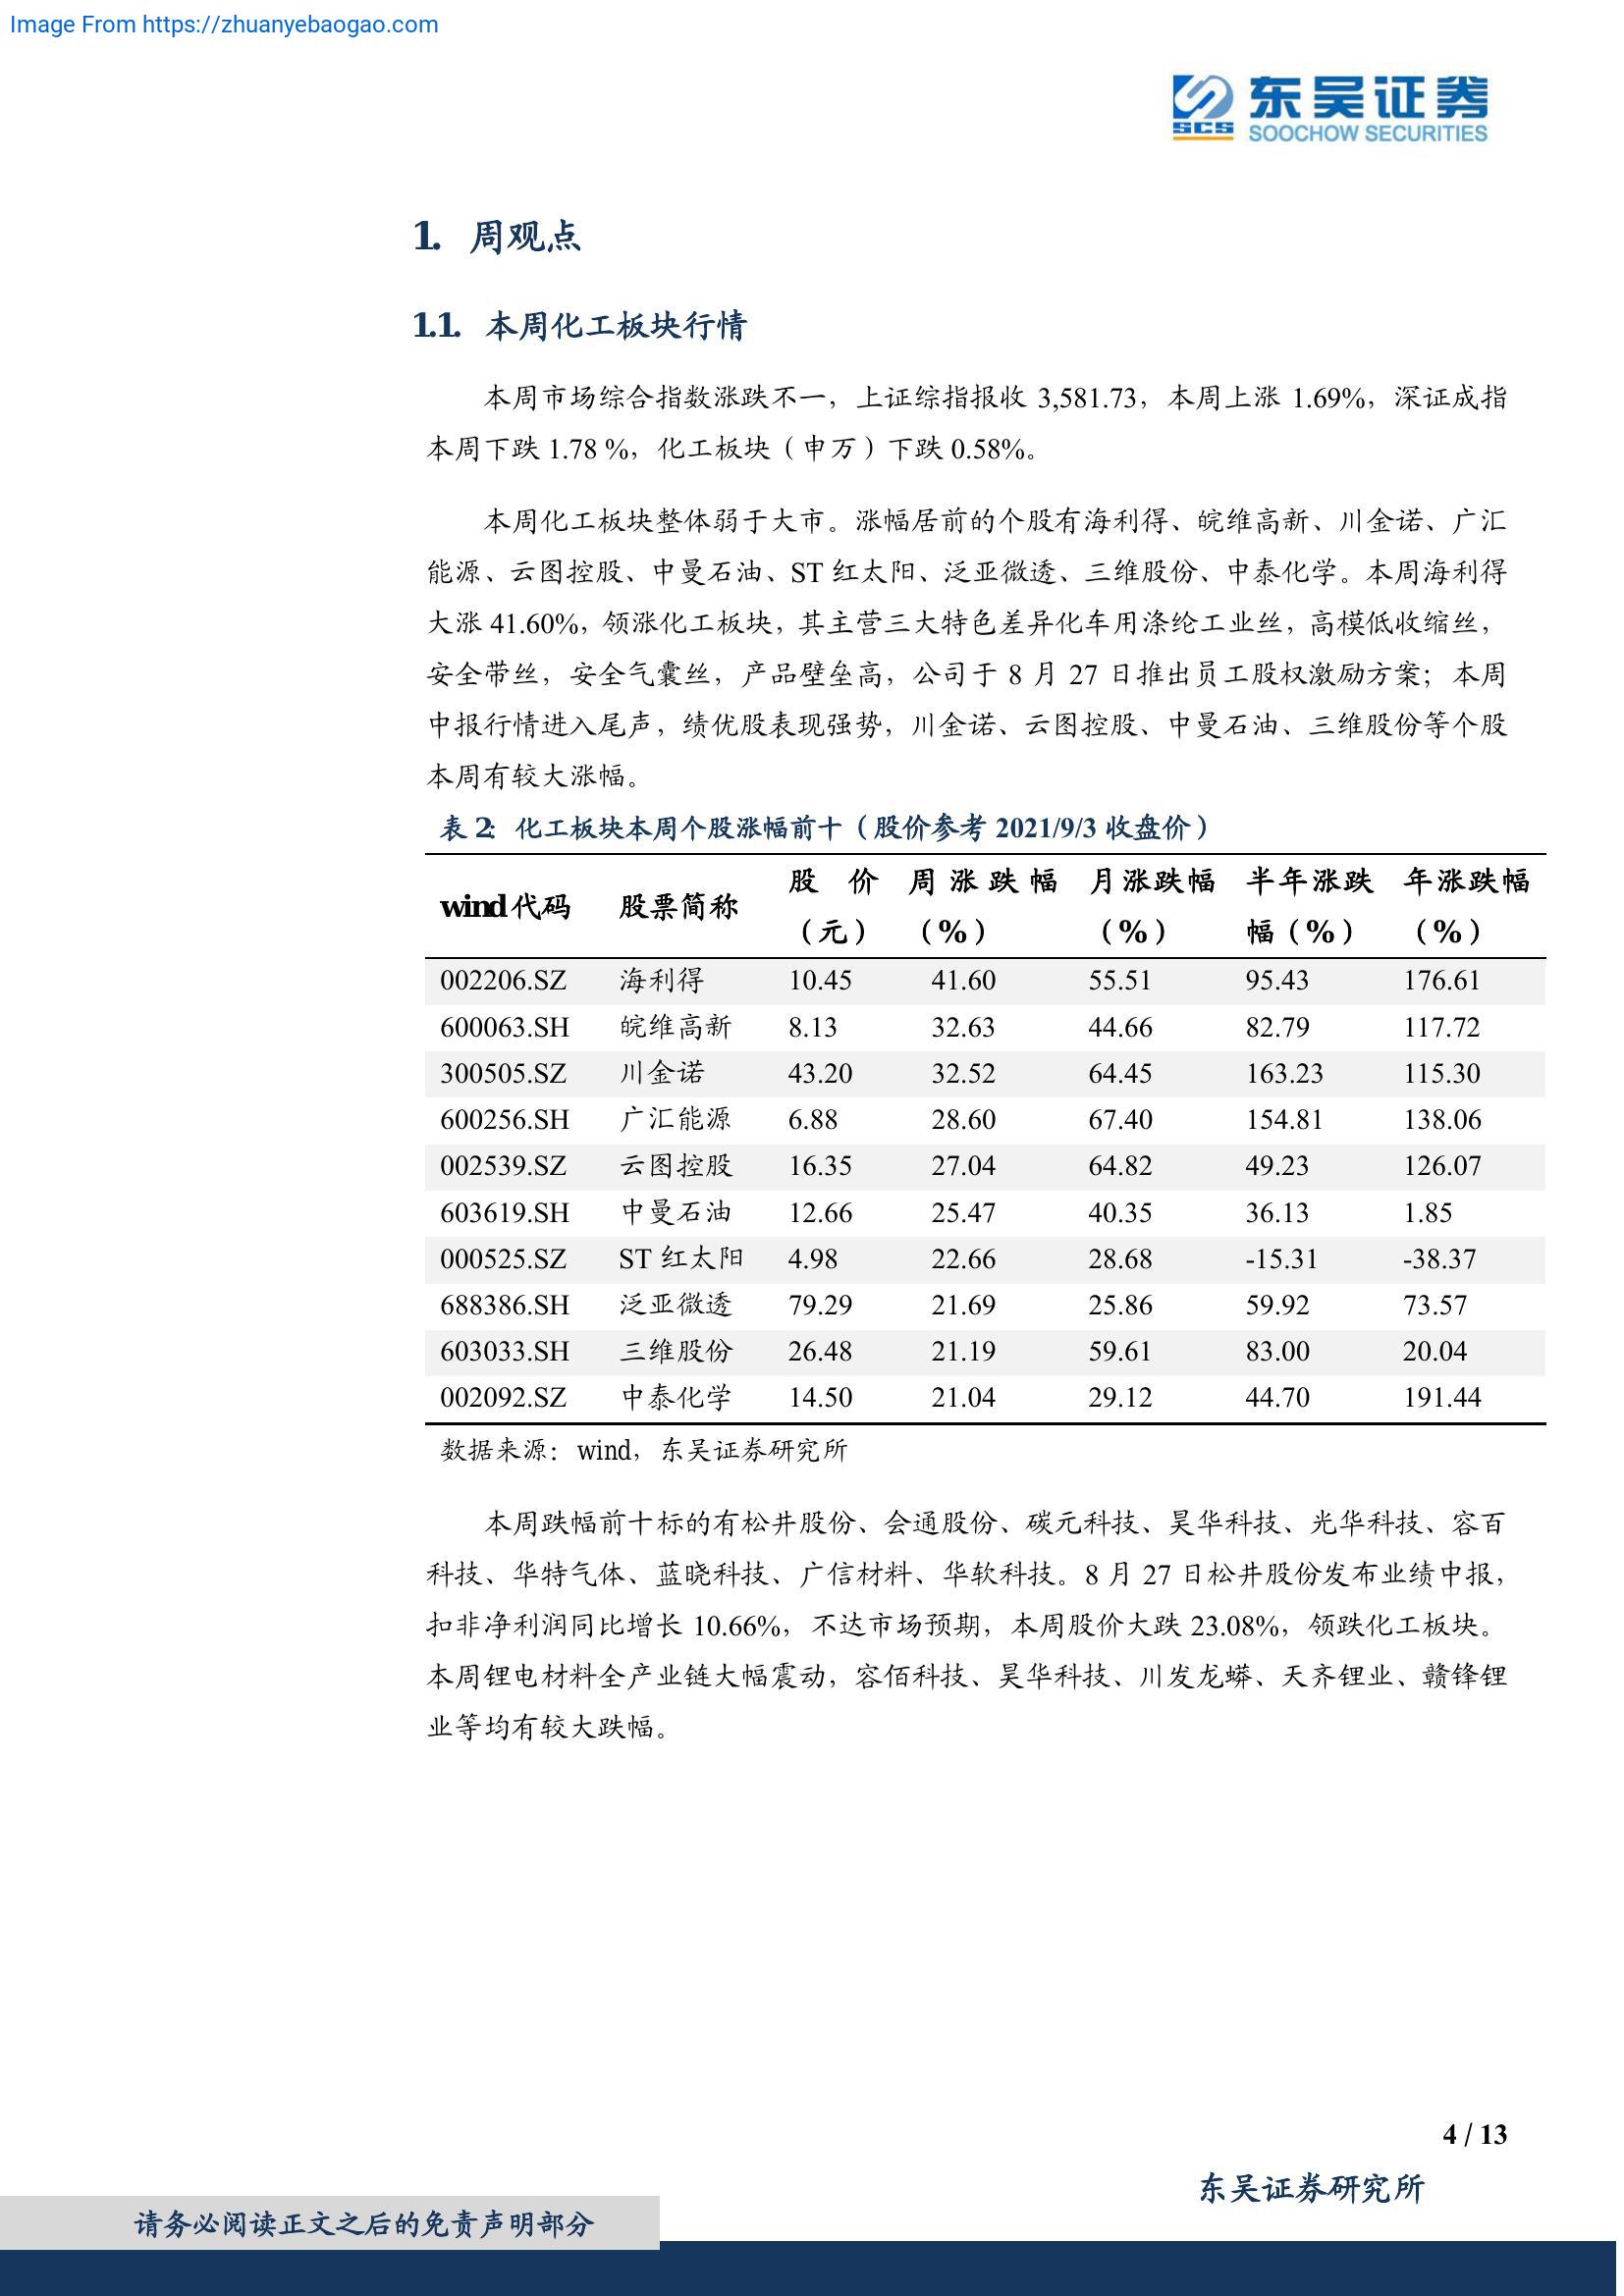 Image From https://zhuanyebaogao.com
东吴证券
SCS
SOOCHOW SECURITIES
1. 周观点
1.1. 本周化工板块行情
本周市场综合指数涨跌不一，上证综指报收 3,581.73，本周上涨 1.69%，深证成指
本周下跌 1.78 %，化工板块（申万）下跌 0.58%。
本周化工板块整体弱于大市。涨幅居前的个股有海利得、皖维高新、川金诺、广汇
能源、云图控股、中曼石油、ST 红太阳、泛亚微透、三维股份、中泰化学。本周海利得
大涨 41.60%，领涨化工板块，其主营三大特色差异化车用涤纶工业丝，高模低收缩丝，
安全带丝，安全气囊丝，产品壁垒高，公司于 8 月 27 日推出员工股权激励方案；本周
中报行情进入尾声，绩优股表现强势，川金诺、云图控股、中曼石油、三维股份等个股
本周有较大涨幅。
表 2：化工板块本周个股涨幅前十（股价参考 2021/9/3 收盘价）
wind 代码 股票简称 股价（元） 周涨跌幅（%） 月涨跌幅（%） 半年涨跌幅（%） 年涨跌幅（%）
002206.SZ 海利得 10.45 41.60 55.51 95.43 176.61
600063.SH 皖维高新 8.13 32.63 44.66 82.79 117.72
300505.SZ 川金诺 43.20 32.52 64.45 163.23 115.30
600256.SH 广汇能源 6.88 28.60 67.40 154.81 138.06
002539.SZ 云图控股 16.35 27.04 64.82 49.23 126.07
603619.SH 中曼石油 12.66 25.47 40.35 36.13 1.85
000525.SZ ST 红太阳 4.98 22.66 28.68 -15.31 -38.37
688386.SH 泛亚微透 79.29 21.69 25.86 59.92 73.57
603033.SH 三维股份 26.48 21.19 59.61 83.00 20.04
002092.SZ 中泰化学 14.50 21.04 29.12 44.70 191.44
数据来源：wind，东吴证券研究所
本周跌幅前十标的有松井股份、会通股份、碳元科技、昊华科技、光华科技、容百
科技、华特气体、蓝晓科技、广信材料、华软科技。8 月 27 日松井股份发布业绩中报，
扣非净利润同比增长 10.66%，不达市场预期，本周股价大跌 23.08%，领跌化工板块。
本周锂电材料全产业链大幅震动，容佰科技、昊华科技、川发龙蟒、天齐锂业、赣锋锂
业等均有较大跌幅。
4 / 13
东吴证券研究所
请务必阅读正文之后的免责声明部分